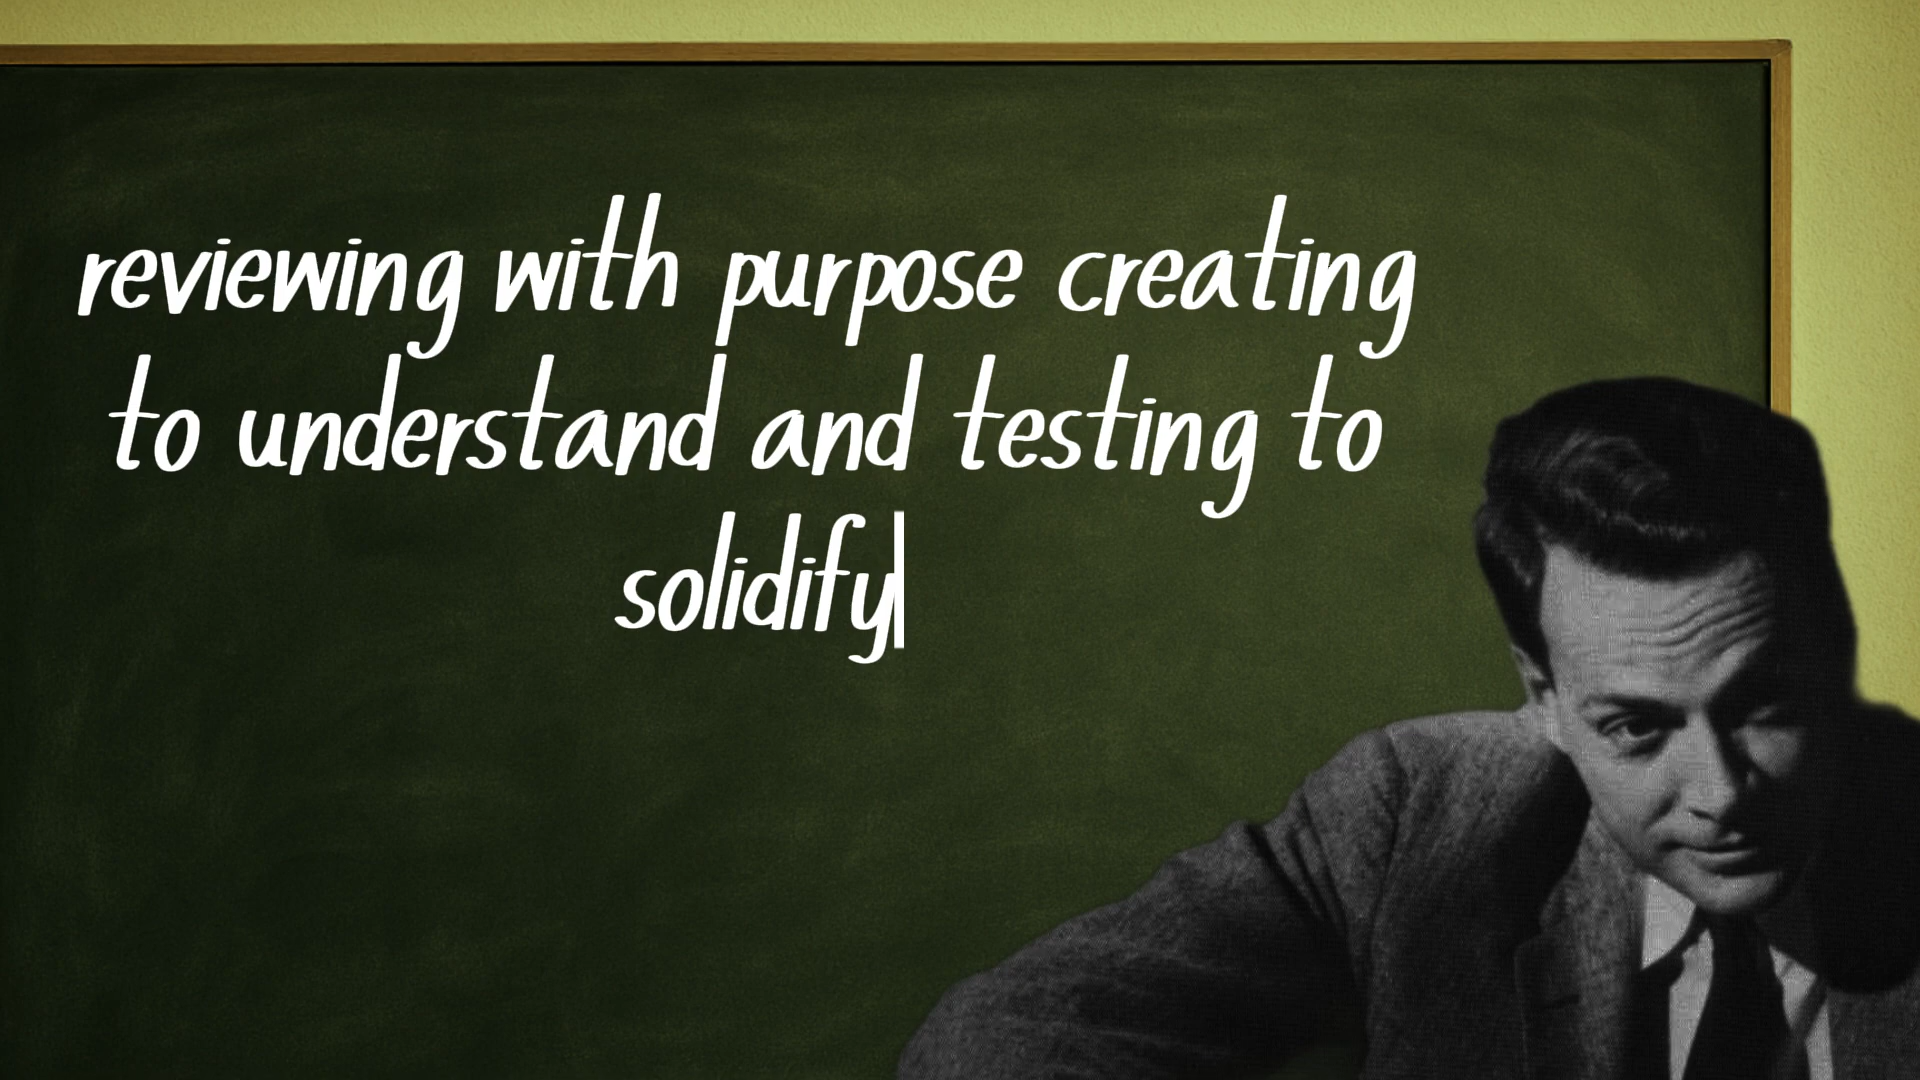 reviewing with purpose creating
to understand and testing to
solidify